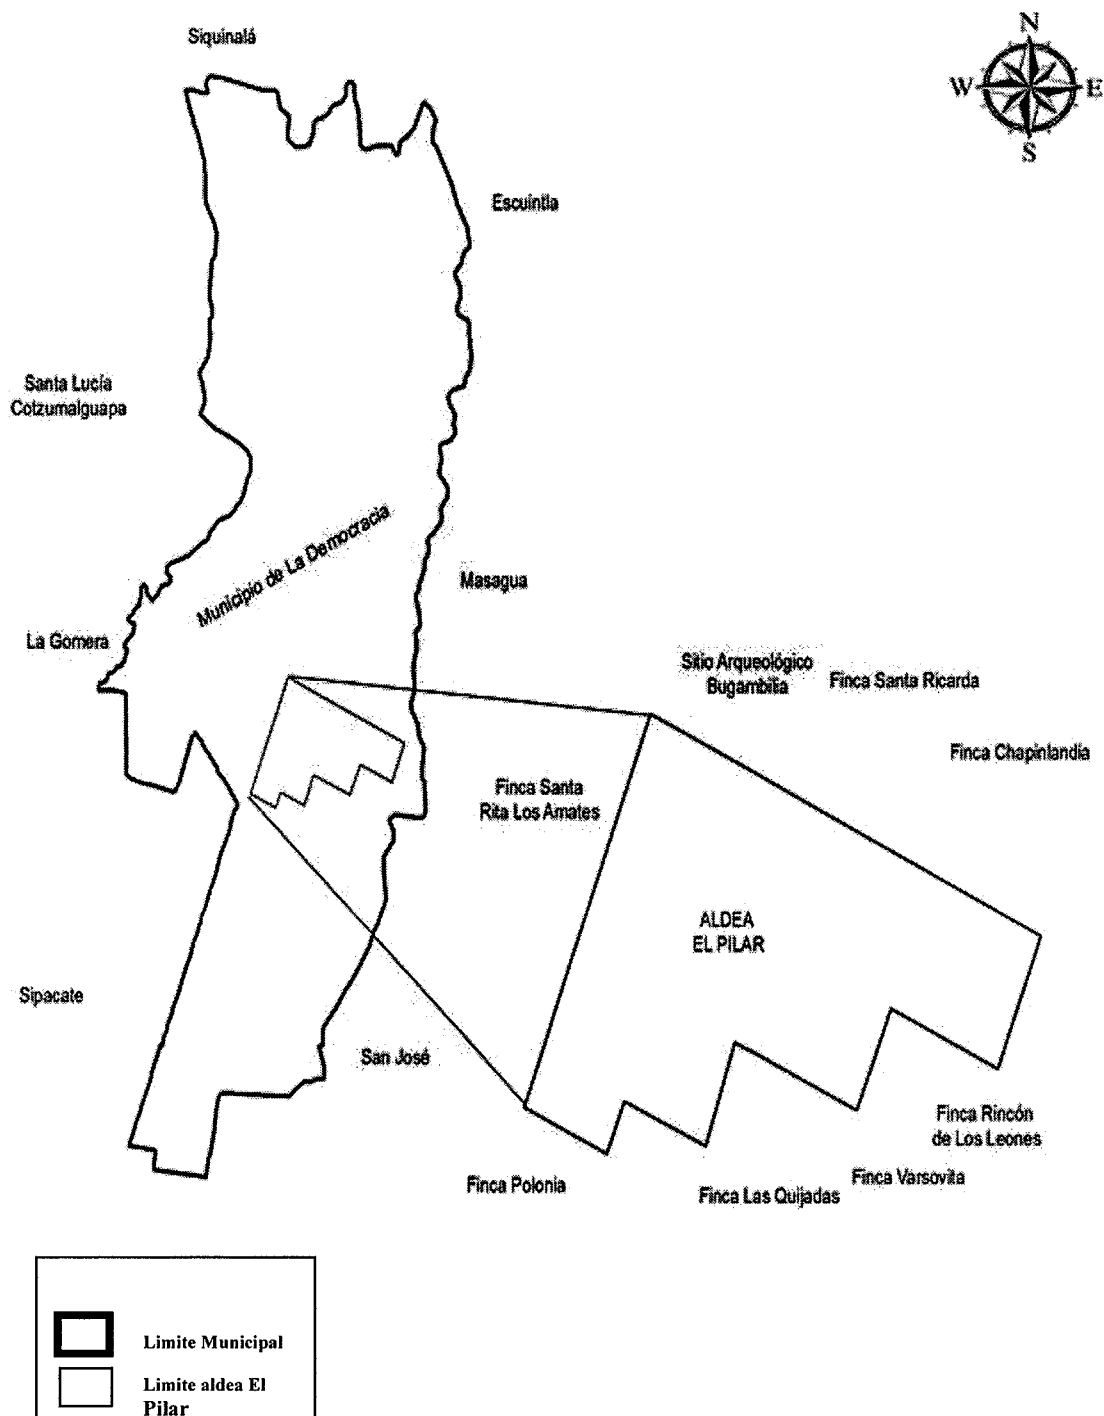 Siquinalá
N
W
E
S
Escuintla
Santa Lucía
Cotzumalguapa
Municipio de La Democracia
Masagua
La Gomera
Sitio Arqueológico
Bugambilia
Finca Santa Ricarda
Finca Chapinlandia
Finca Santa
Rita Los Amates
ALDEA
EL PILAR
Sipacate
San José
Finca Rincón
de Los Leones
Finca Polonia
Finca Las Quijadas
Finca Varsovita
Limite Municipal
Limite aldea El
Pilar